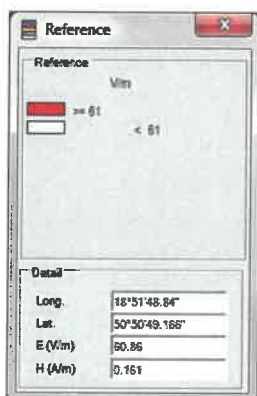 Reference
Reference
V/m
>= 61
< 61
Detail
Long. 18°51'48.84"
Lat. 50°50'49.166"
E (V/m) 60.86
H (A/m) 0.161